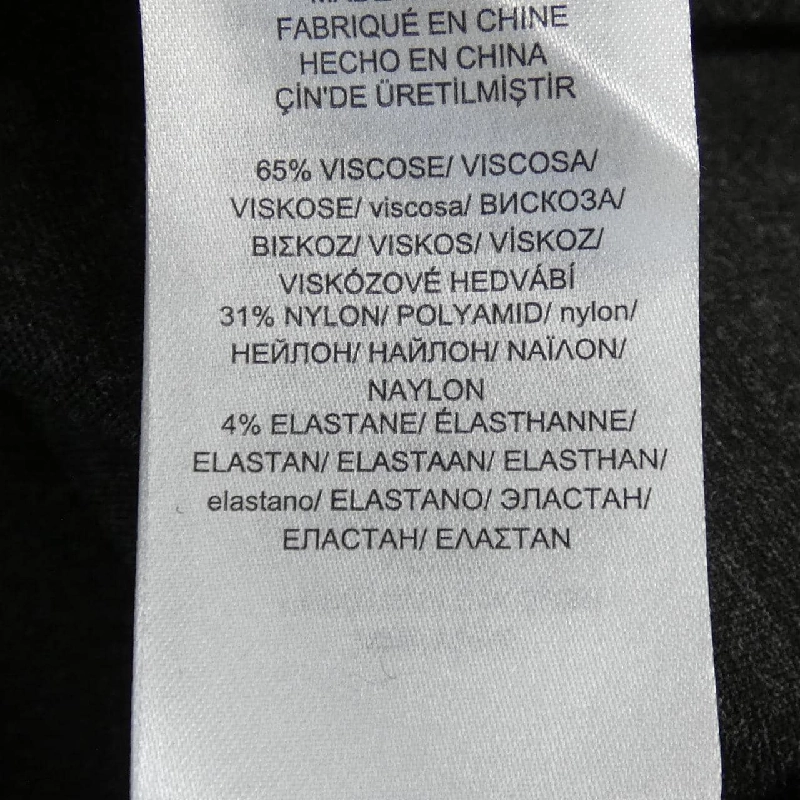 FABRIQUÉ EN CHINE
HECHO EN CHINA
ÇİN'DE ÜRETİLMİŞTİR
65% VISCOSE/ VISCOSA/
VISKOSE/ viscosa/ ВИСКОЗА/
ΒΙΣΚΟΖ/ VISKOS/ VİSKOZ/
VISKÓZOVÉ HEDVÁBÍ
31% NYLON/ POLYAMID/ nylon/
НЕЙЛОН/ НАЙЛОН/ ΝΑΪΛΟΝ/
NAYLON
4% ELASTANE/ ÉLASTHANNE/
ELASTAN/ ELASTAAN/ ELASTHAN/
elastano/ ELASTANO/ ЭЛАСТАН/
ЕЛАСТАН/ ΕΛΑΣΤΑΝ